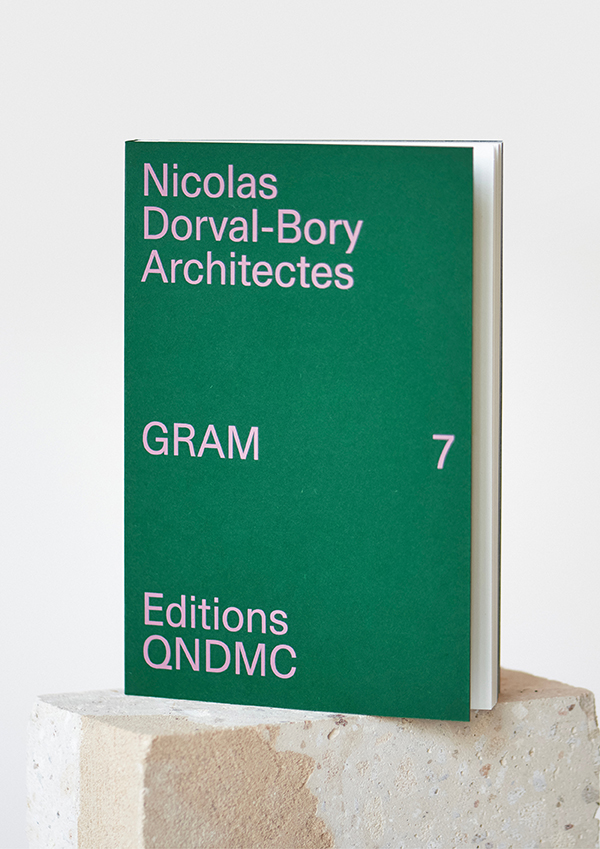 Nicolas
Dorval-Bory
Architectes
GRAM 7
Editions
QNDMC